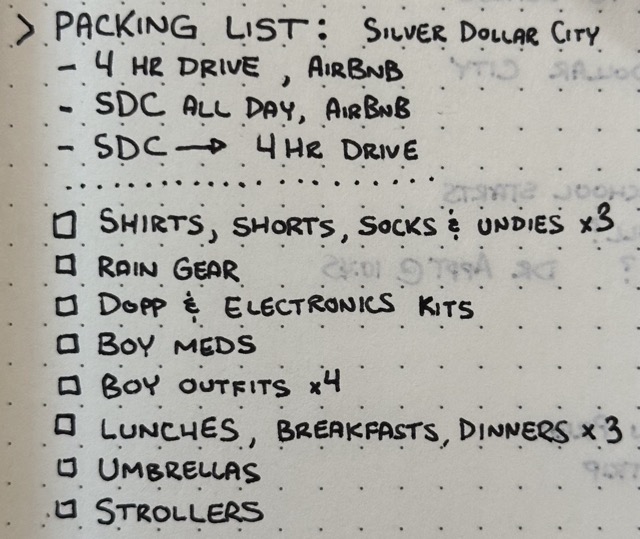 > PACKING LIST: SILVER DOLLAR CITY
- 4 HR DRIVE, AIRBNB
- SDC ALL DAY, AIRBNB
- SDC → 4 HR DRIVE
☐ SHIRTS, SHORTS, SOCKS & UNDIES x3
☐ RAIN GEAR
☐ DOPP & ELECTRONICS KITS
☐ BOY MEDS
☐ BOY OUTFITS x4
☐ LUNCHES, BREAKFASTS, DINNERS x3
☐ UMBRELLAS
☐ STROLLERS